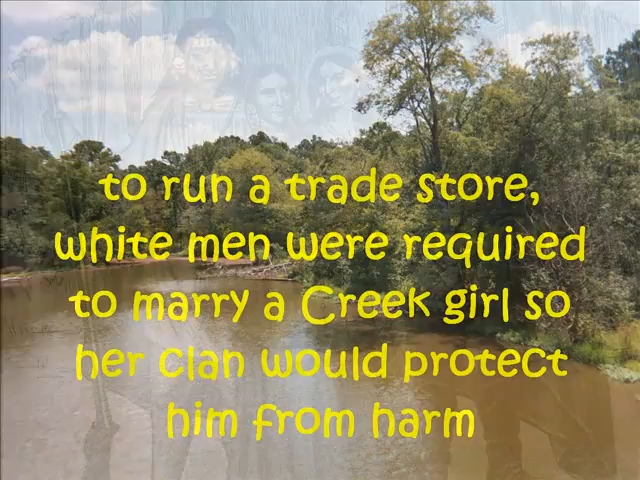 to run a trade store,
white men were required
to marry a Creek girl so
her clan would protect
him from harm